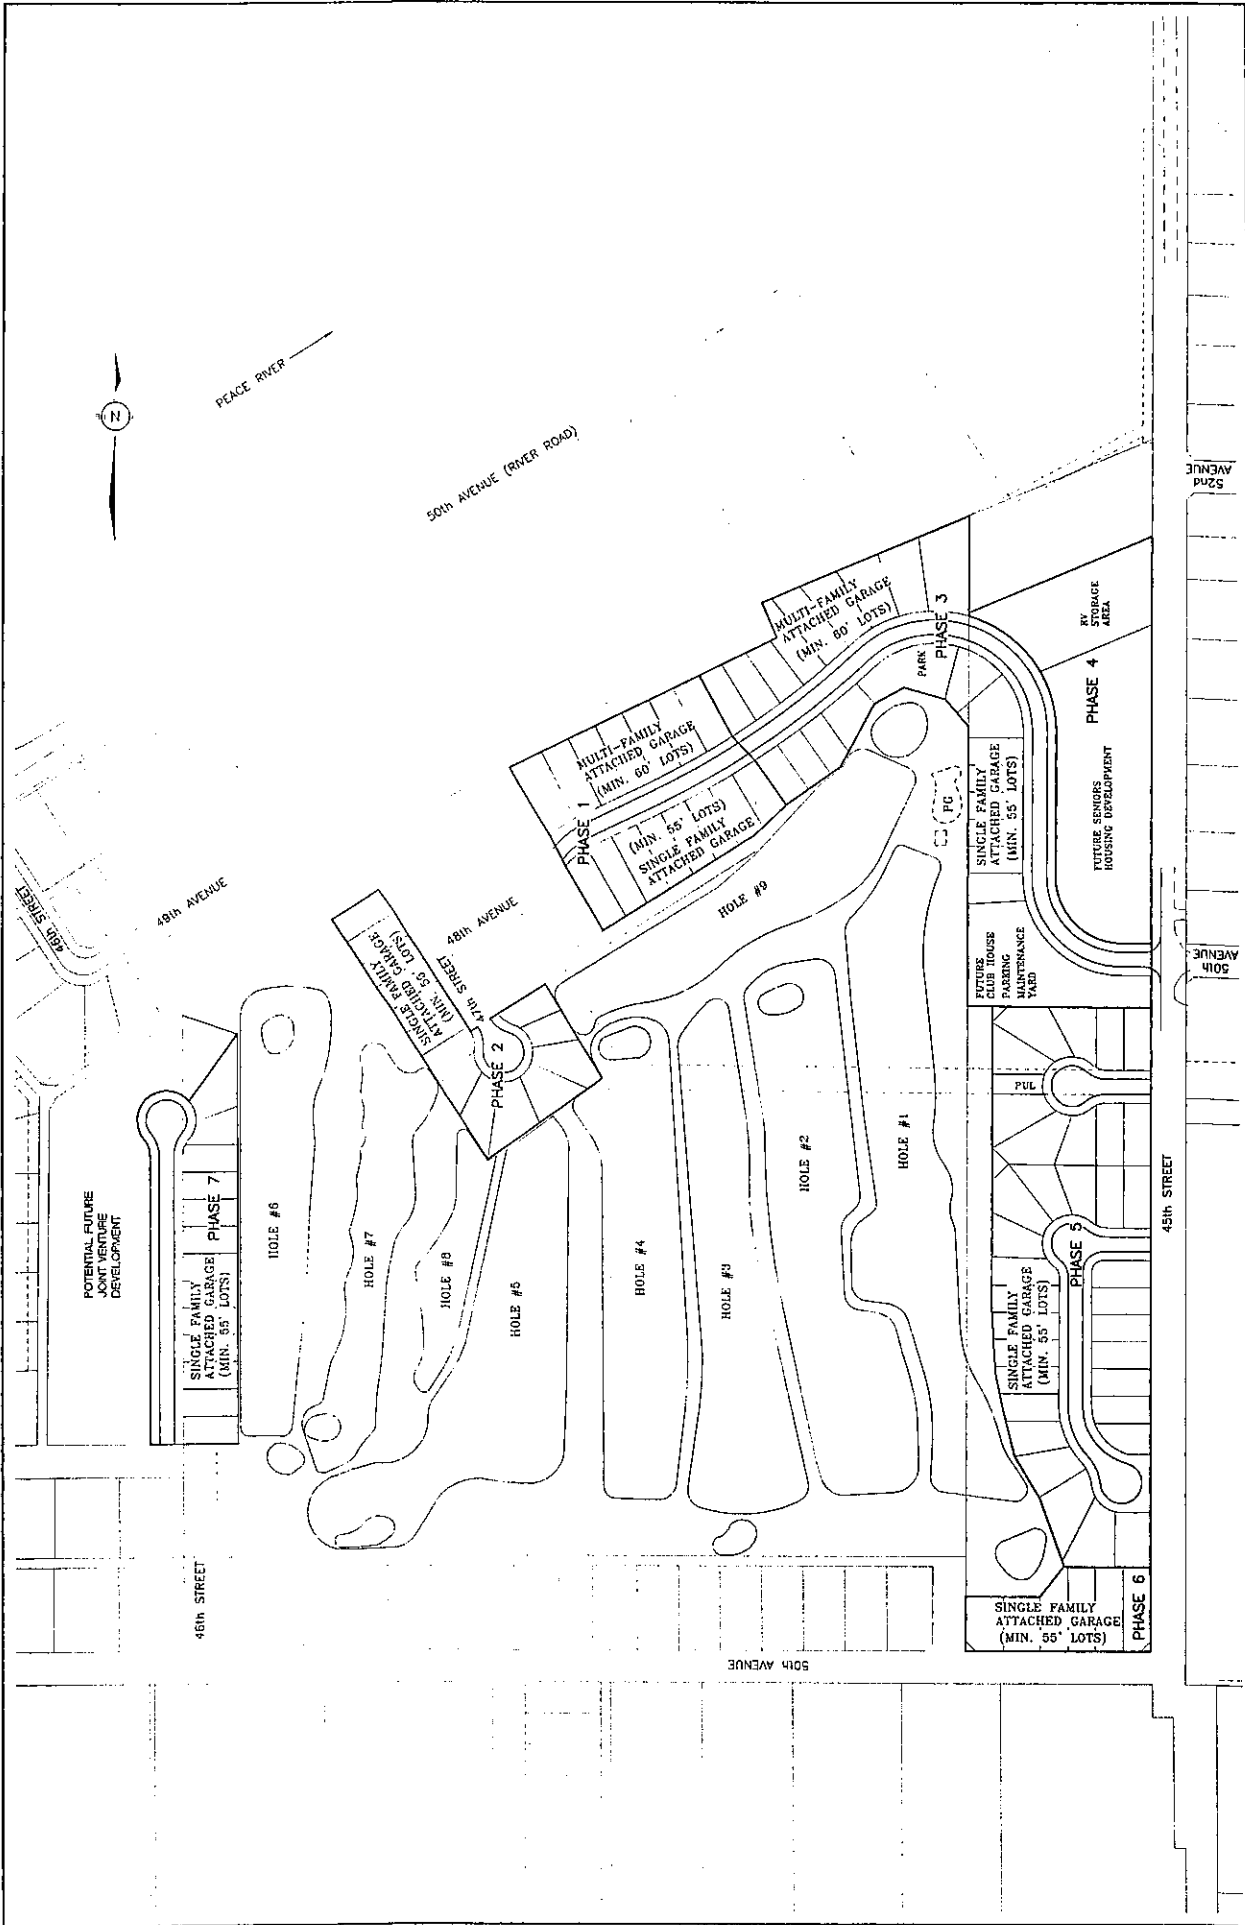 N
PEACE RIVER
50th AVENUE (RIVER ROAD)
46th STREET
49th AVENUE
48th AVENUE
47th STREET
POTENTIAL FUTURE
JOINT VENTURE
DEVELOPMENT
SINGLE FAMILY
ATTACHED GARAGE
(MIN. 55' LOTS)
PHASE 7
HOLE #6
HOLE #7
HOLE #8
HOLE #5
HOLE #4
HOLE #3
HOLE #2
HOLE #1
HOLE #9
SINGLE FAMILY
ATTACHED GARAGE
(MIN. 50' LOTS)
PHASE 2
PHASE 1
MULTI-FAMILY
ATTACHED GARAGE
(MIN. 60' LOTS)
(MIN. 55' LOTS)
SINGLE FAMILY
ATTACHED GARAGE
MULTI-FAMILY
ATTACHED GARAGE
(MIN. 60' LOTS)
PARK
PHASE 3
PG
SINGLE FAMILY
ATTACHED GARAGE
(MIN. 55' LOTS)
RV
STORAGE
AREA
PHASE 4
FUTURE SENIORS
HOUSING DEVELOPMENT
FUTURE
CLUB HOUSE
PARKING
MAINTENANCE
YARD
52nd
AVENUE
50th
AVENUE
PUL
PHASE 5
SINGLE FAMILY
ATTACHED GARAGE
(MIN. 55' LOTS)
45th STREET
SINGLE FAMILY
ATTACHED GARAGE
(MIN. 55' LOTS)
PHASE 6
50th AVENUE
46th STREET